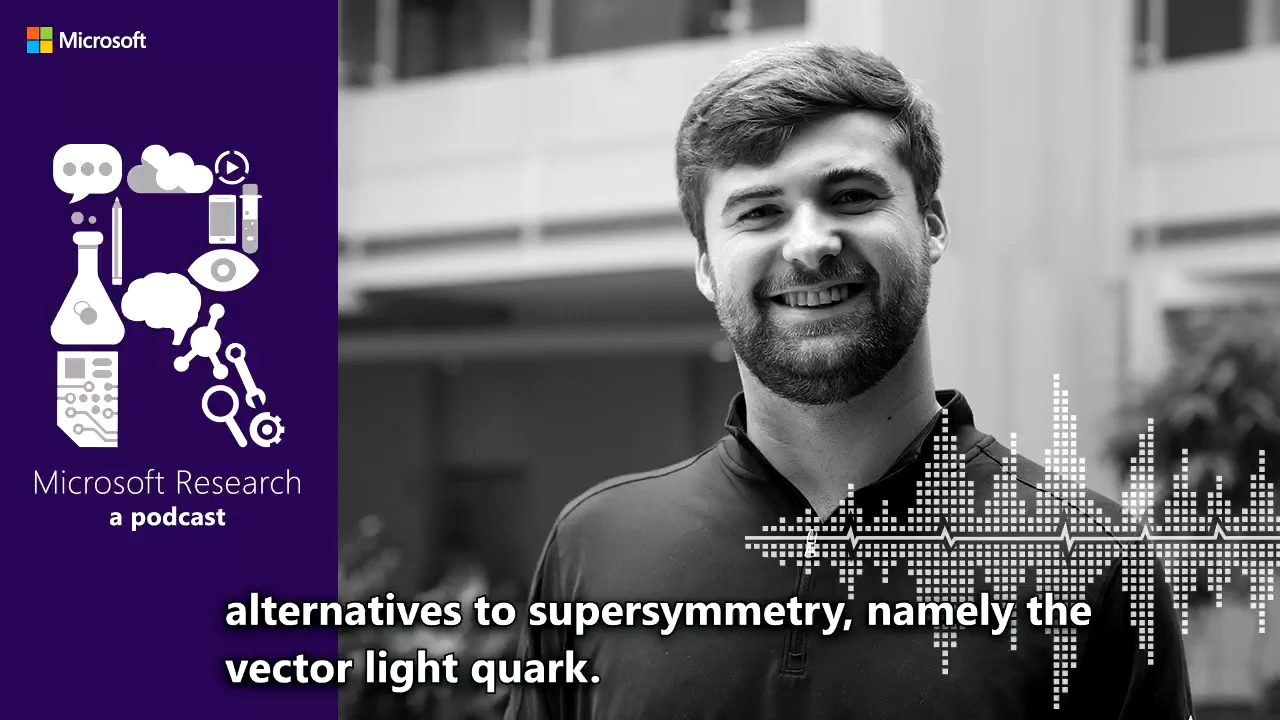 Microsoft
Microsoft Research
a podcast
alternatives to supersymmetry, namely the
vector light quark.